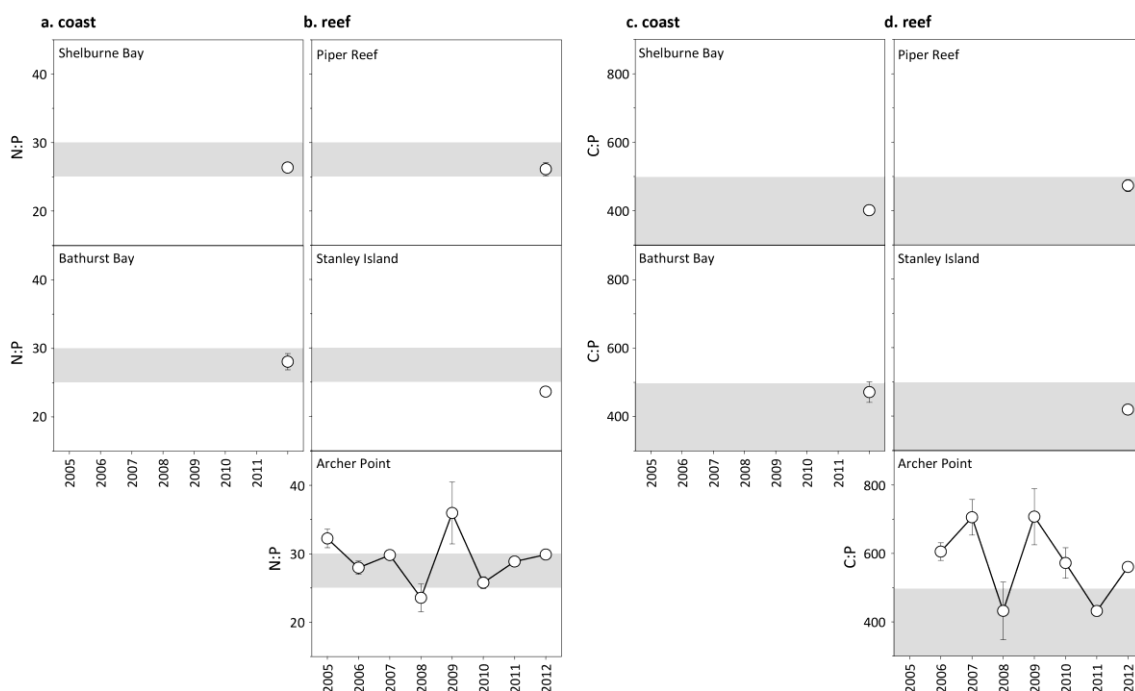 a. coast
b. reef
c. coast
d. reef
Shelburne Bay
Piper Reef
Shelburne Bay
Piper Reef
N:P
40
30
20
C:P
800
600
400
Bathurst Bay
Stanley Island
Bathurst Bay
Stanley Island
N:P
40
30
20
C:P
800
600
400
2005 2006 2007 2008 2009 2010 2011
2005 2006 2007 2008 2009 2010 2011
Archer Point
N:P
40
30
20
2005 2006 2007 2008 2009 2010 2011 2012
Archer Point
C:P
800
600
400
2005 2006 2007 2008 2009 2010 2011 2012